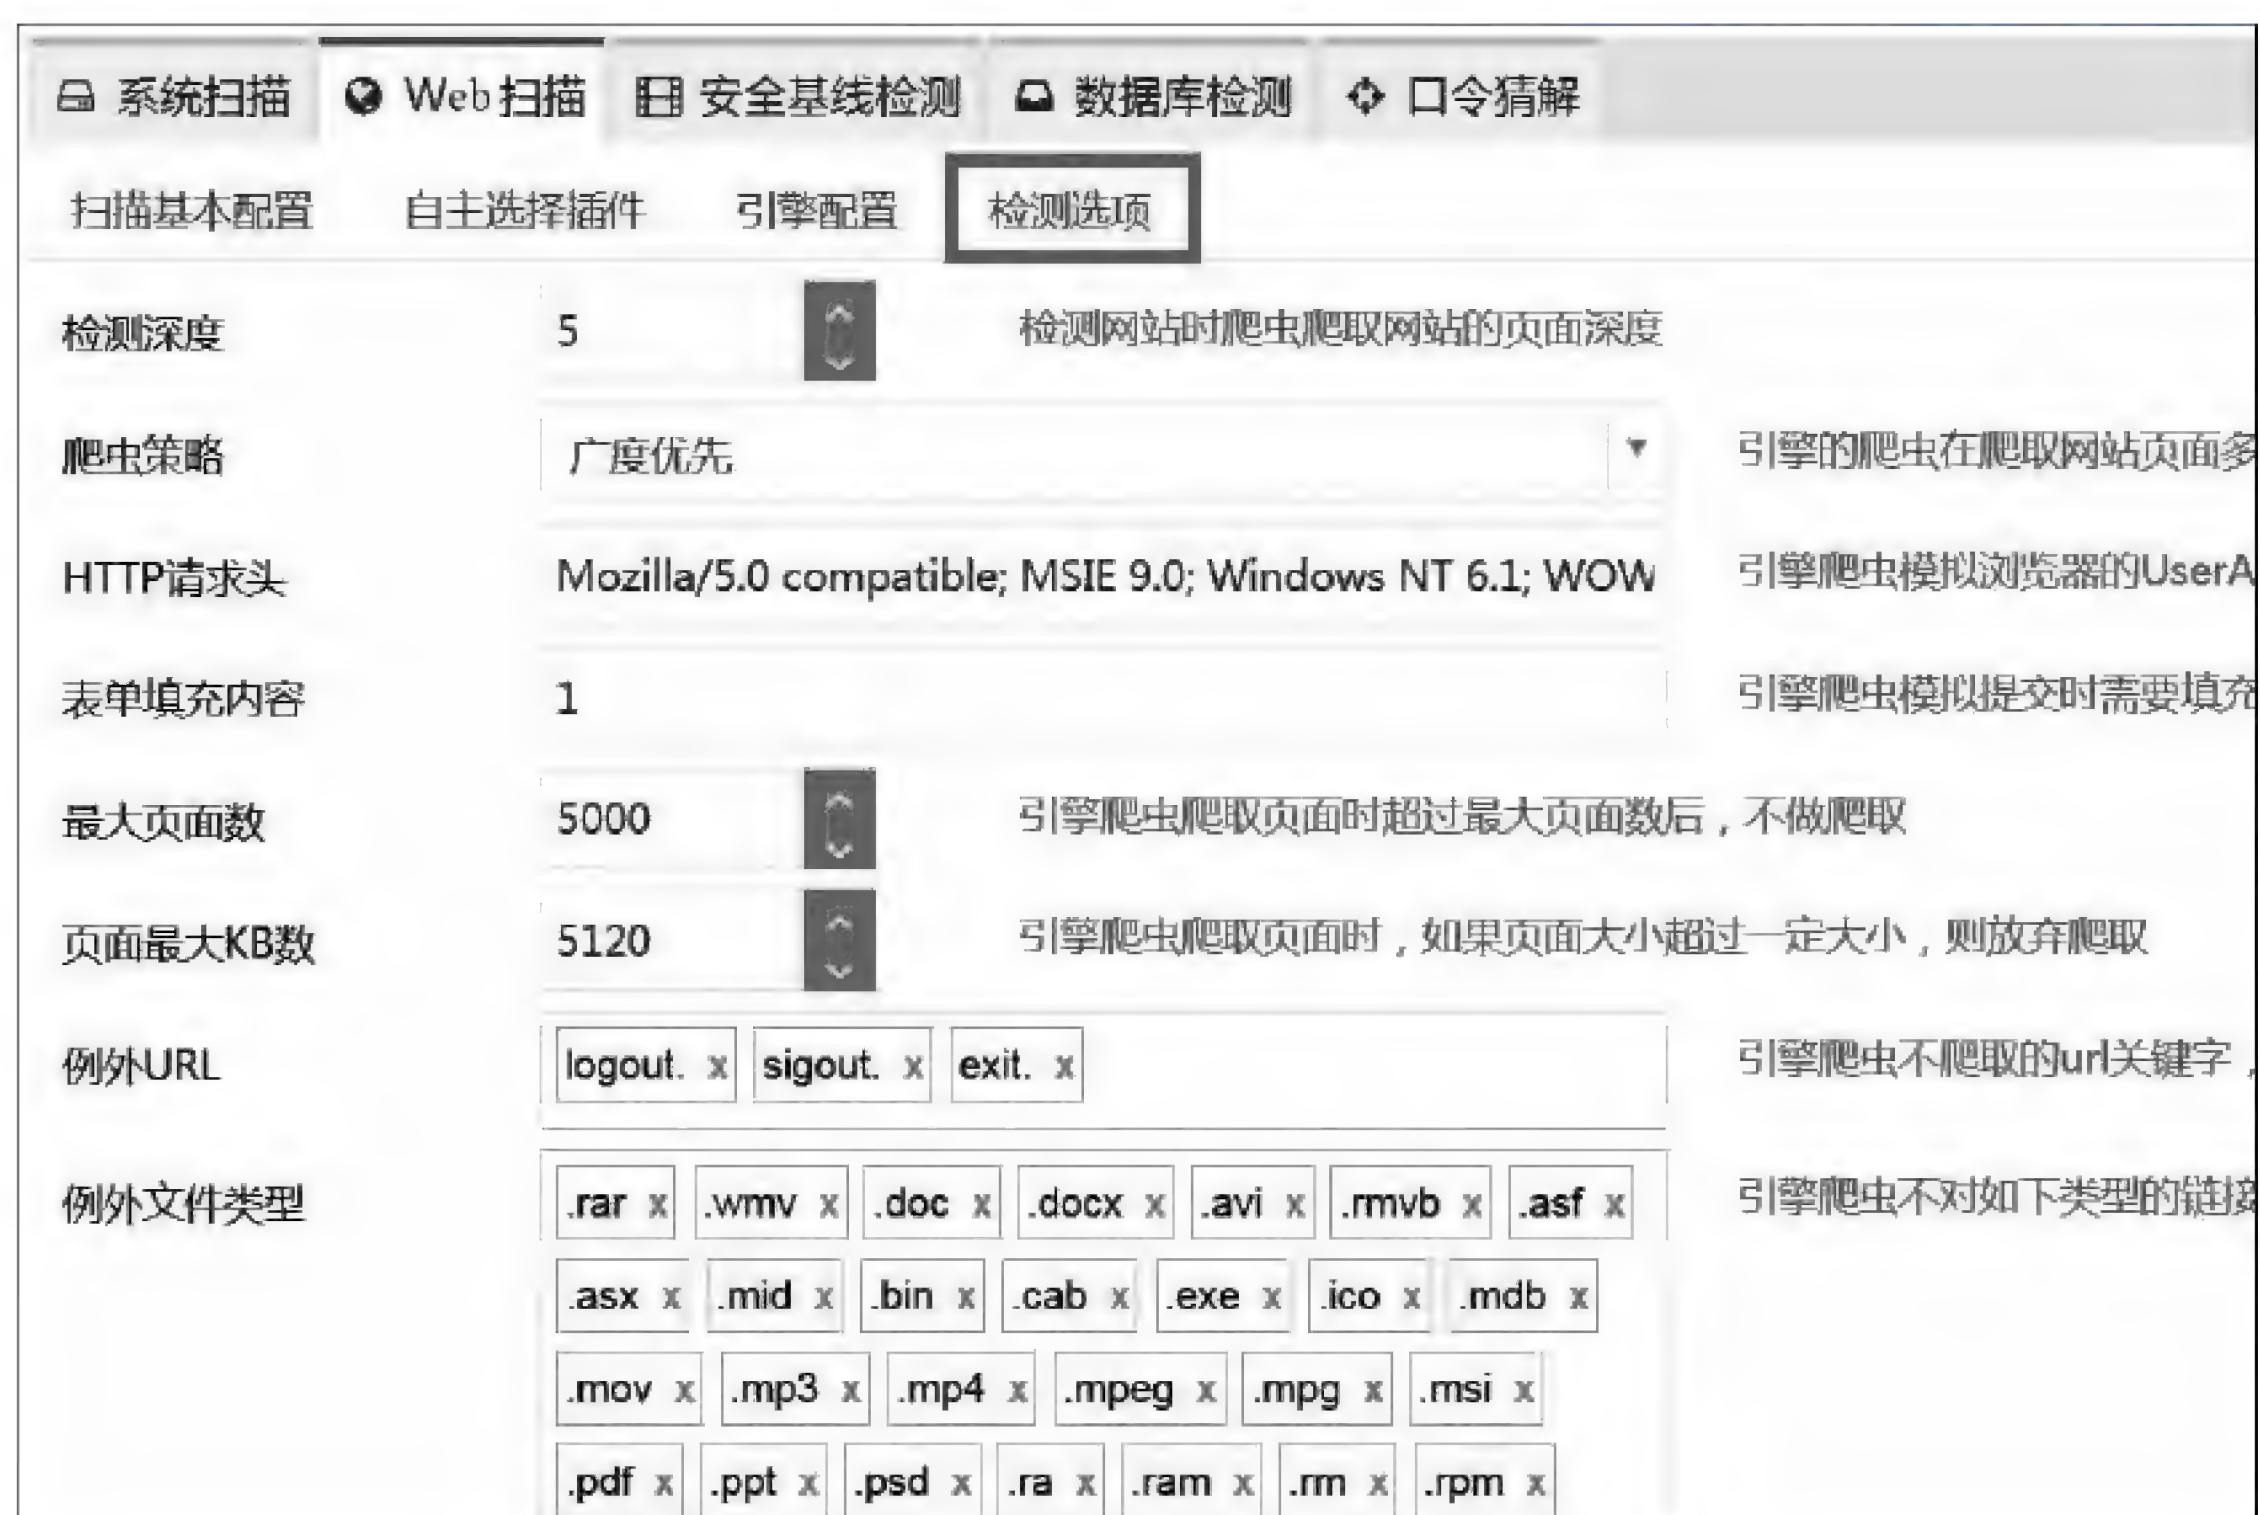 系统扫描 Web扫描 安全基线检测 数据库检测 口令猜解
扫描基本配置 自主选择插件 引擎配置 检测选项
检测深度 5 检测网站时爬虫爬取网站的页面深度
爬虫策略 广度优先 引擎的爬虫在爬取网站页面多
HTTP请求头 Mozilla/5.0 compatible; MSIE 9.0; Windows NT 6.1; WOW 引擎爬虫模拟浏览器的UserA
表单填充内容 1 引擎爬虫模拟提交时需要填充
最大页面数 5000 引擎爬虫爬取页面时超过最大页面数后，不做爬取
页面最大KB数 5120 引擎爬虫爬取页面时，如果页面大小超过一定大小，则放弃爬取
例外URL logout. x sigout. x exit. x 引擎爬虫不爬取的url关键字，
例外文件类型 .rar x .wmv x .doc x .docx x .avi x .rmvb x .asf x 引擎爬虫不对如下类型的链接
.asx x .mid x .bin x .cab x .exe x .ico x .mdb x
.mov x .mp3 x .mp4 x .mpeg x .mpg x .msi x
.pdf x .ppt x .psd x .ra x .ram x .rm x .rpm x